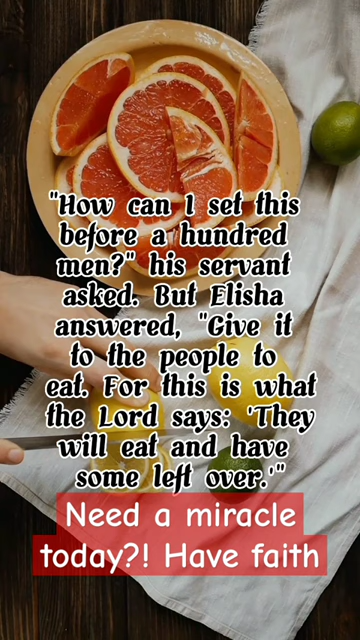 "How can I set this
before a hundred
men?" his servant
asked. But Elisha
answered, "Give it
to the people to
eat. For this is what
the Lord says: 'They
will eat and have
some left over.'"
Need a miracle
today?! Have faith